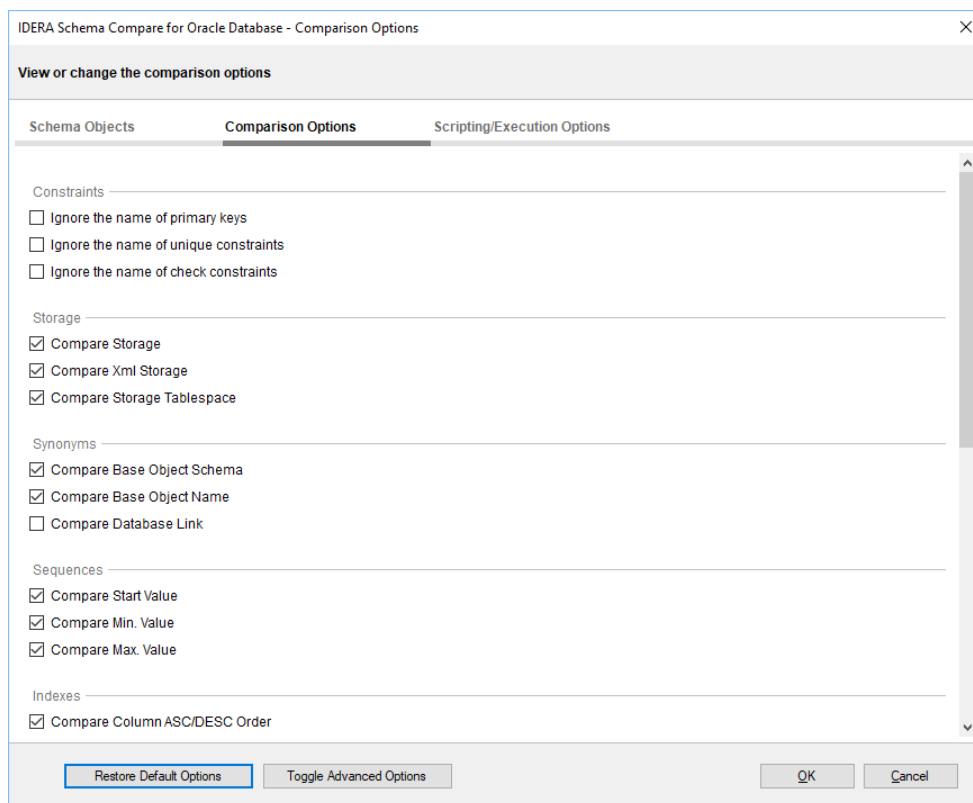 IDERA Schema Compare for Oracle Database - Comparison Options
View or change the comparison options
Schema Objects Comparison Options Scripting/Execution Options
Constraints
Ignore the name of primary keys
Ignore the name of unique constraints
Ignore the name of check constraints
Storage
Compare Storage
Compare Xml Storage
Compare Storage Tablespace
Synonyms
Compare Base Object Schema
Compare Base Object Name
Compare Database Link
Sequences
Compare Start Value
Compare Min. Value
Compare Max. Value
Indexes
Compare Column ASC/DESC Order
Restore Default Options Toggle Advanced Options OK Cancel